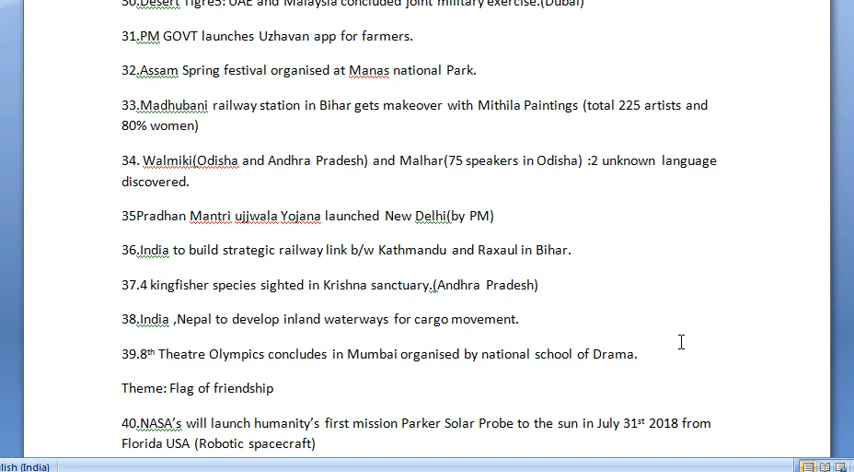 30.Desert Tigre5: UAE and Malaysia concluded joint military exercise.(Dubai)
31.PM GOVT launches Uzhavan app for farmers.
32.Assam Spring festival organised at Manas national Park.
33.Madhubani railway station in Bihar gets makeover with Mithila Paintings (total 225 artists and
80% women)
34. Walmiki(Odisha and Andhra Pradesh) and Malhar(75 speakers in Odisha) :2 unknown language
discovered.
35Pradhan Mantri ujjwala Yojana launched New Delhi(by PM)
36.India to build strategic railway link b/w Kathmandu and Raxaul in Bihar.
37.4 kingfisher species sighted in Krishna sanctuary.(Andhra Pradesh)
38.India ,Nepal to develop inland waterways for cargo movement.
39.8th Theatre Olympics concludes in Mumbai organised by national school of Drama.
Theme: Flag of friendship
40.NASA's will launch humanity's first mission Parker Solar Probe to the sun in July 31st 2018 from
Florida USA (Robotic spacecraft)
lish (India)